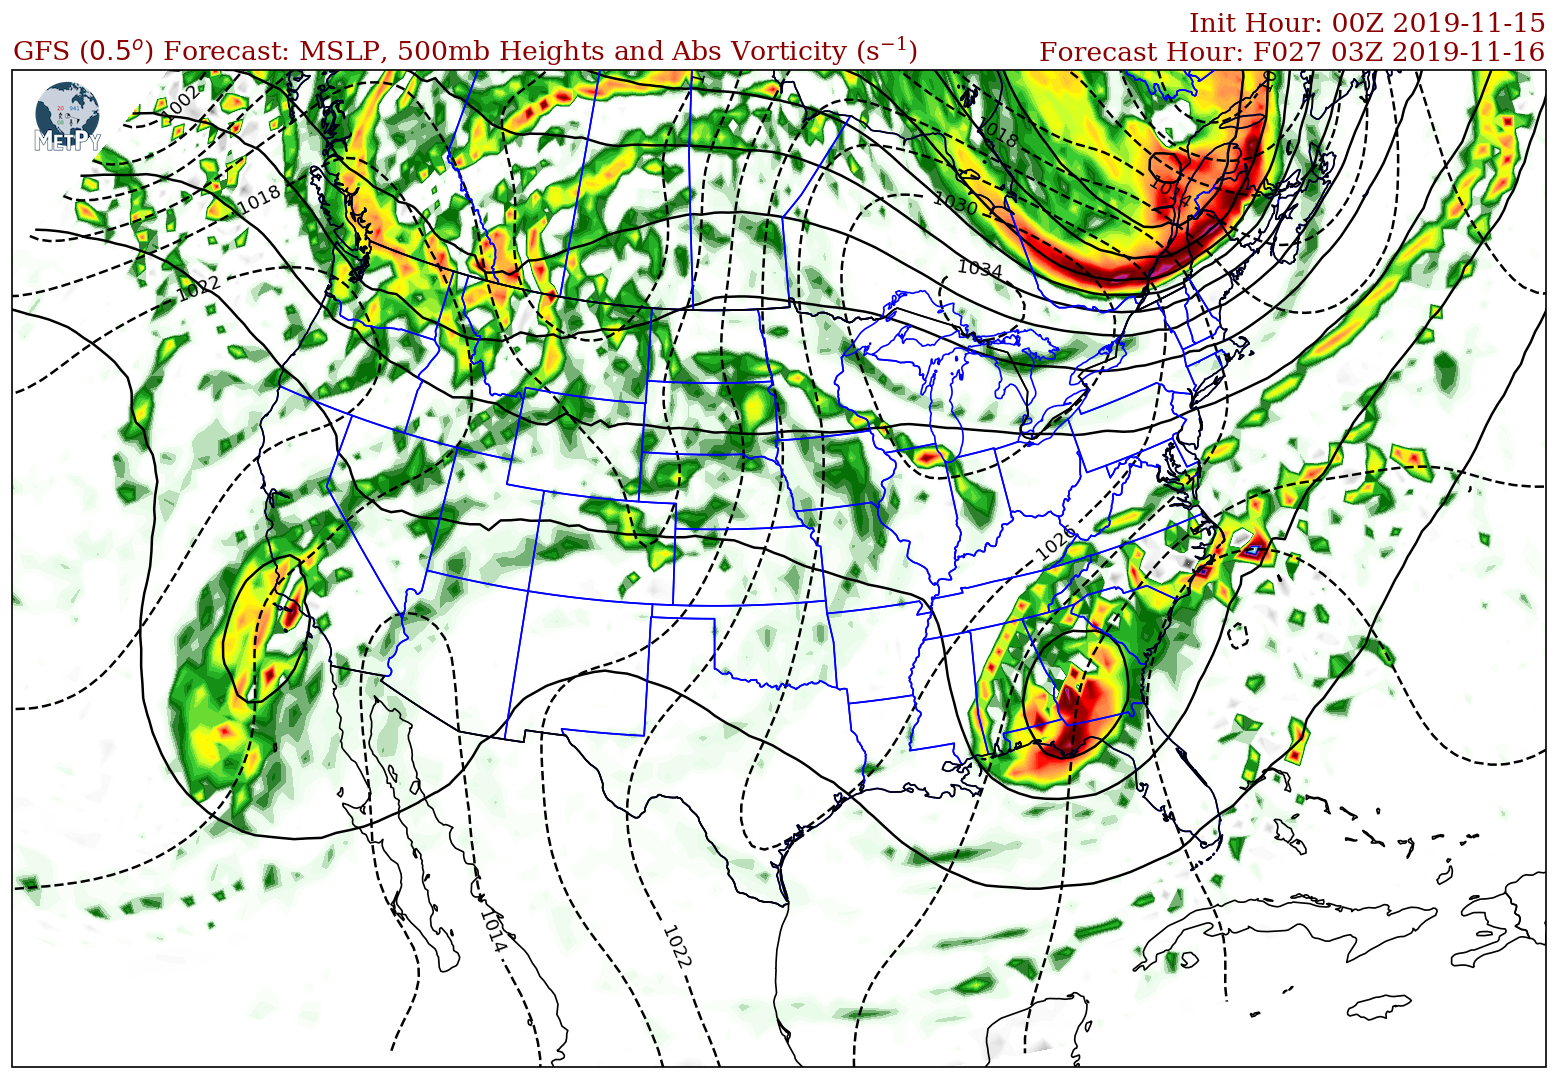 Init Hour: 00Z 2019-11-15
GFS (0.5°) Forecast: MSLP, 500mb Heights and Abs Vorticity (s⁻¹)
Forecast Hour: F027 03Z 2019-11-16
1002
METPY
1018
1018
1030
1022
1034
1026
1014
1022